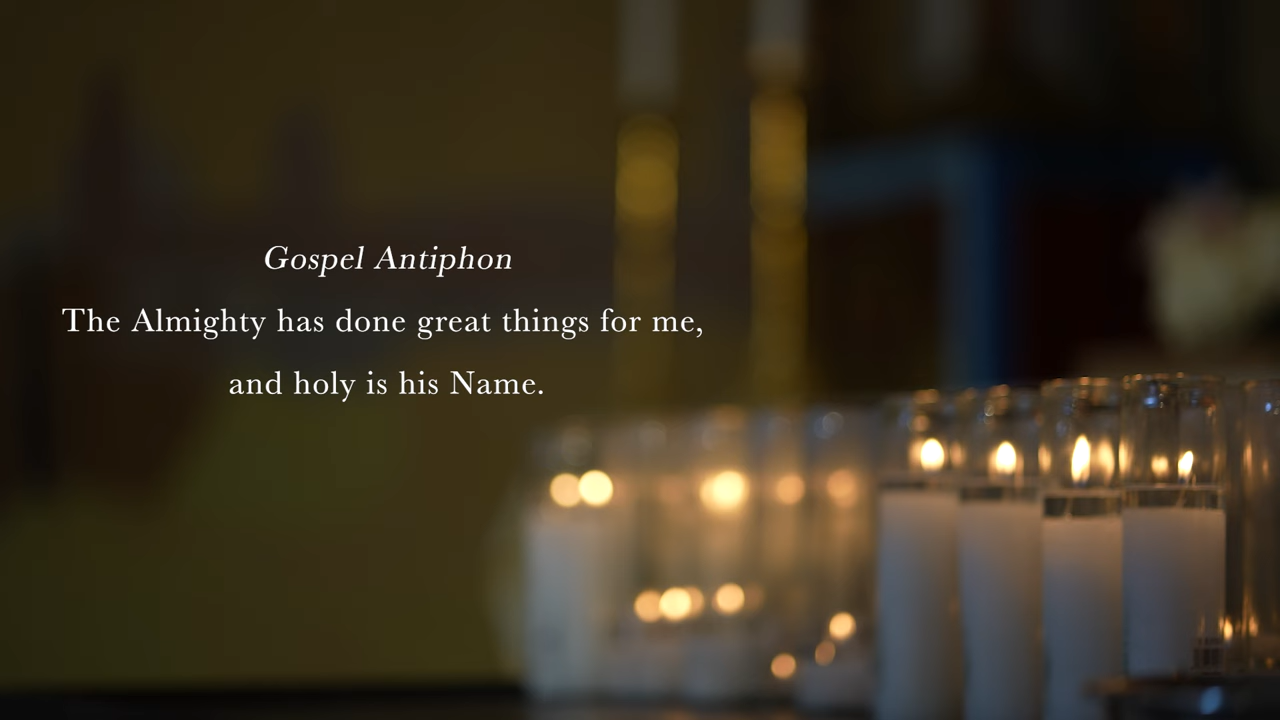 Gospel Antiphon
The Almighty has done great things for me,
and holy is his Name.